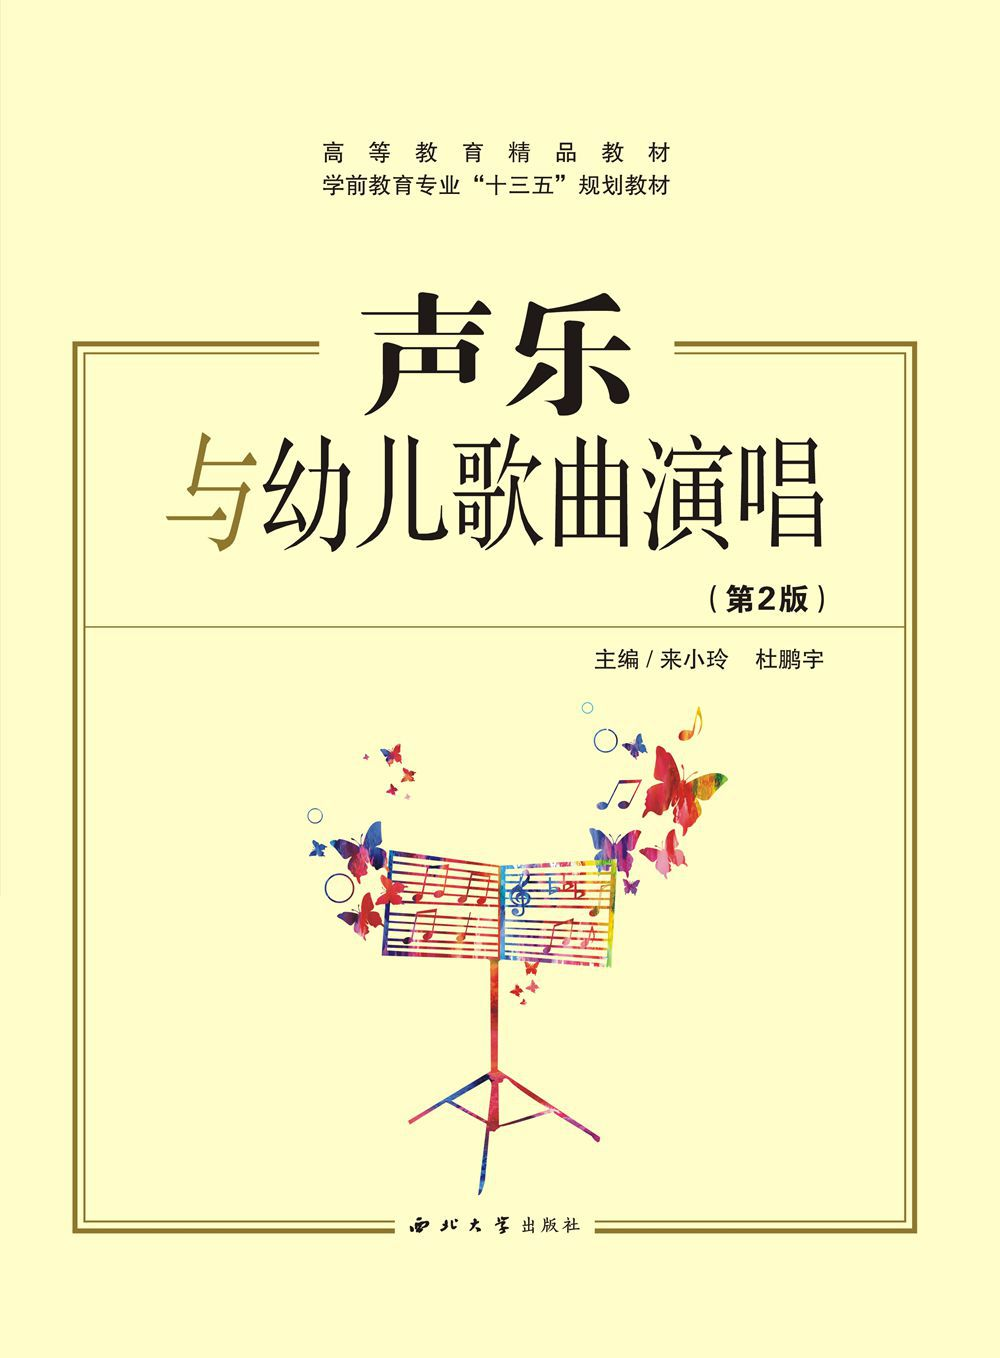 高等教育精品教材
学前教育专业“十三五”规划教材
声乐
与幼儿歌曲演唱
（第2版）
主编/来小玲 杜鹏宇
西北大学出版社